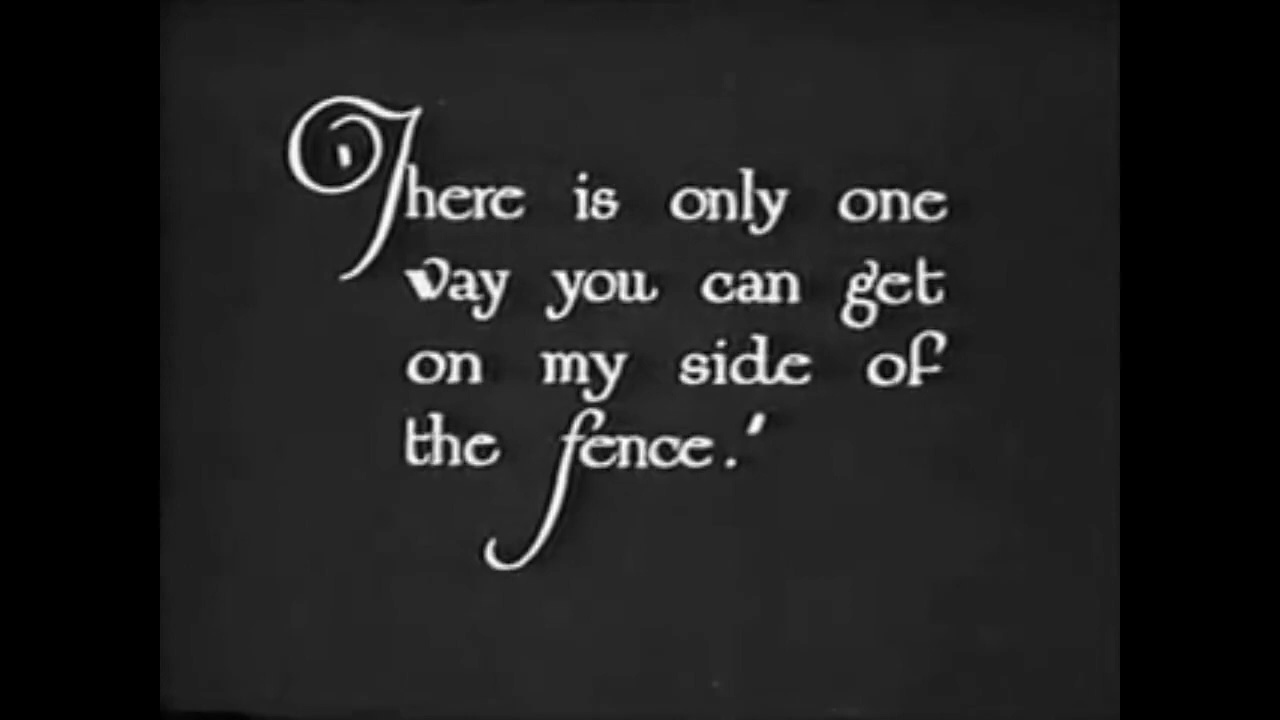 'There is only one
way you can get
on my side of
the fence.'